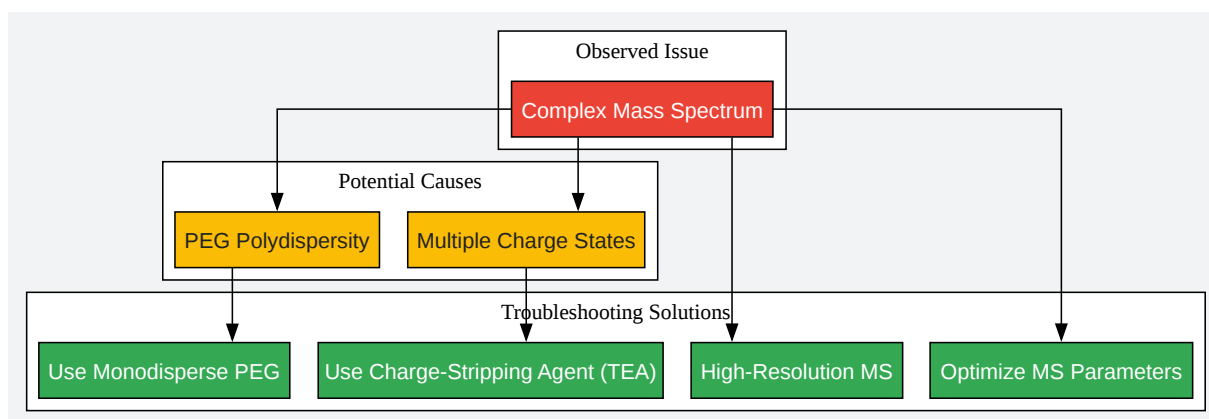 Observed Issue
Complex Mass Spectrum
Potential Causes
PEG Polydispersity
Multiple Charge States
Troubleshooting Solutions
Use Monodisperse PEG
Use Charge-Stripping Agent (TEA)
High-Resolution MS
Optimize MS Parameters